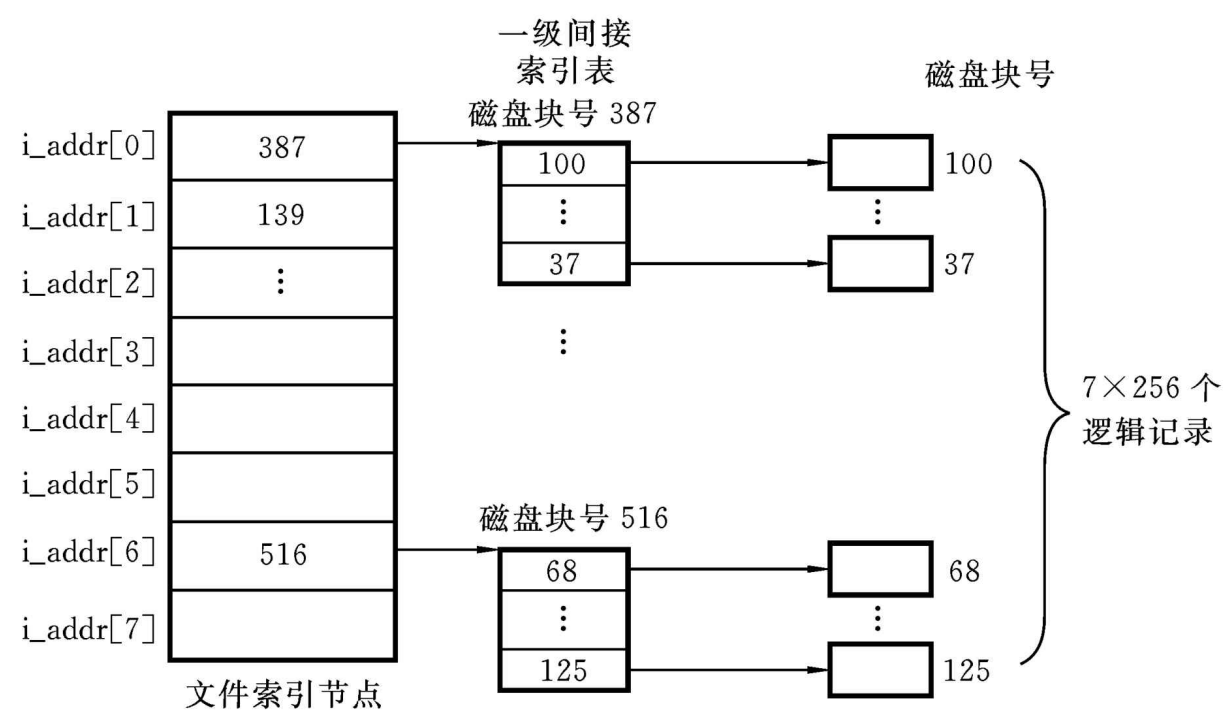 一级间接
索引表
磁盘块号
磁盘块号 387
i_addr[0]
387
100
100
i_addr[1]
139
⋮
⋮
i_addr[2]
⋮
37
37
i_addr[3]
⋮
7×256 个
逻辑记录
i_addr[4]
i_addr[5]
磁盘块号 516
i_addr[6]
516
68
68
i_addr[7]
⋮
⋮
125
125
文件索引节点